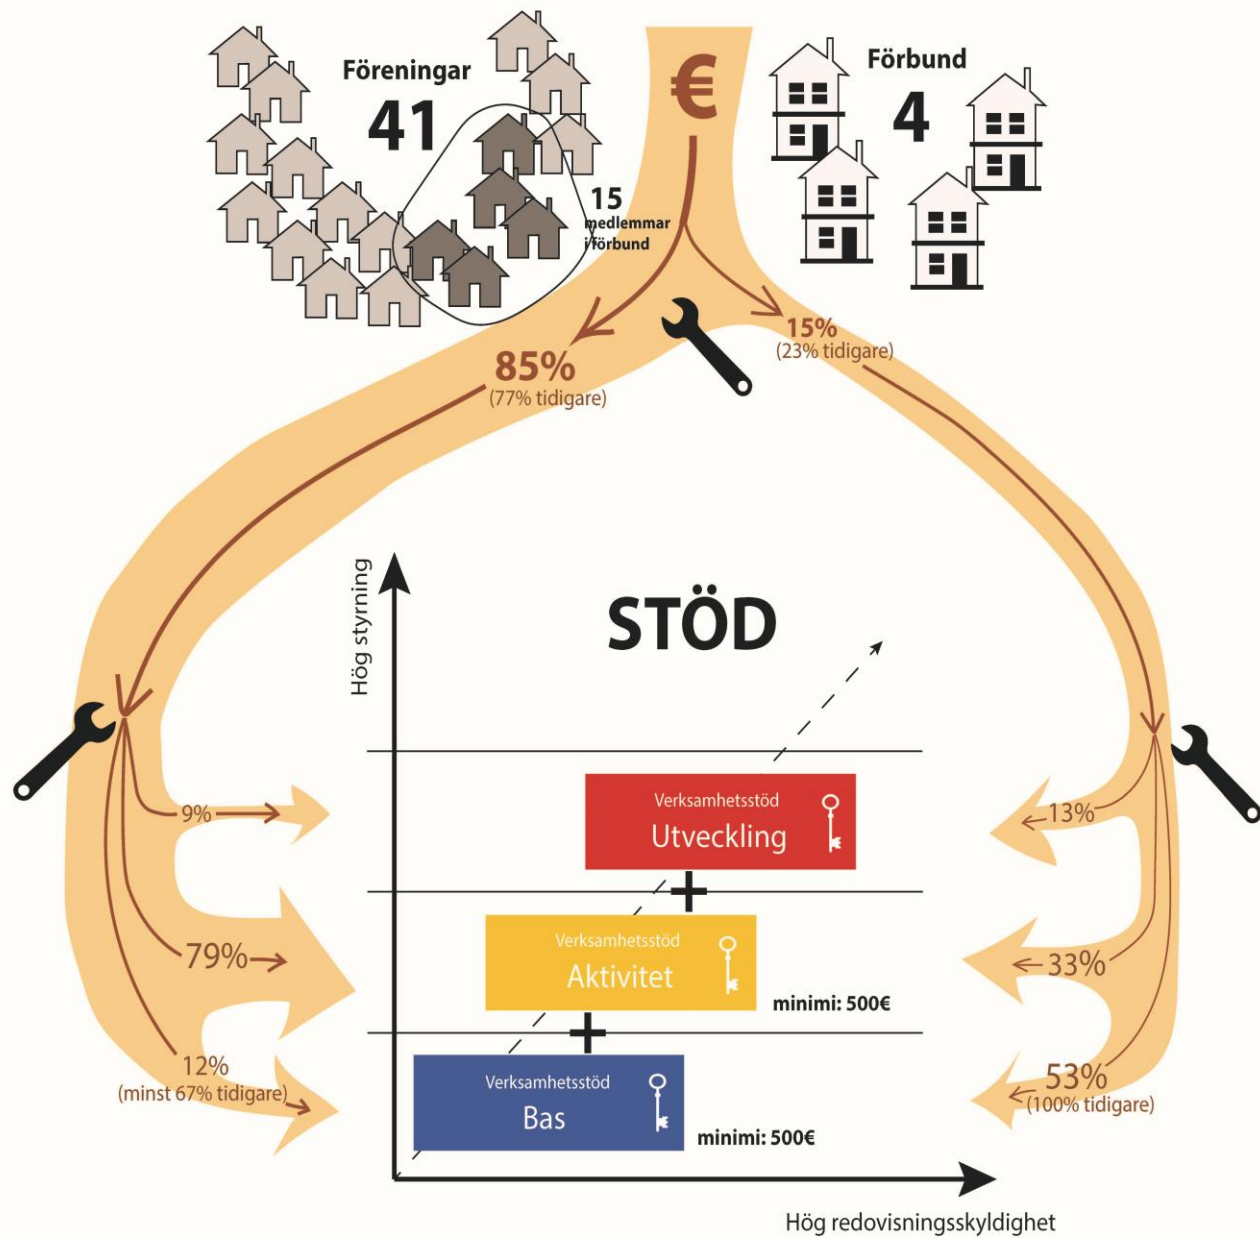 Föreningar
41
€
Förbund
4
15
medlemmar
i förbund
85%
(77% tidigare)
15%
(23% tidigare)
STÖD
Hög styrning
9%
79%
12%
(minst 67% tidigare)
Verksamhetsstöd
Utveckling
Verksamhetsstöd
Aktivitet
minimi: 500€
Verksamhetsstöd
Bas
minimi: 500€
13%
33%
53%
(100% tidigare)
Hög redovisningsskyldighet